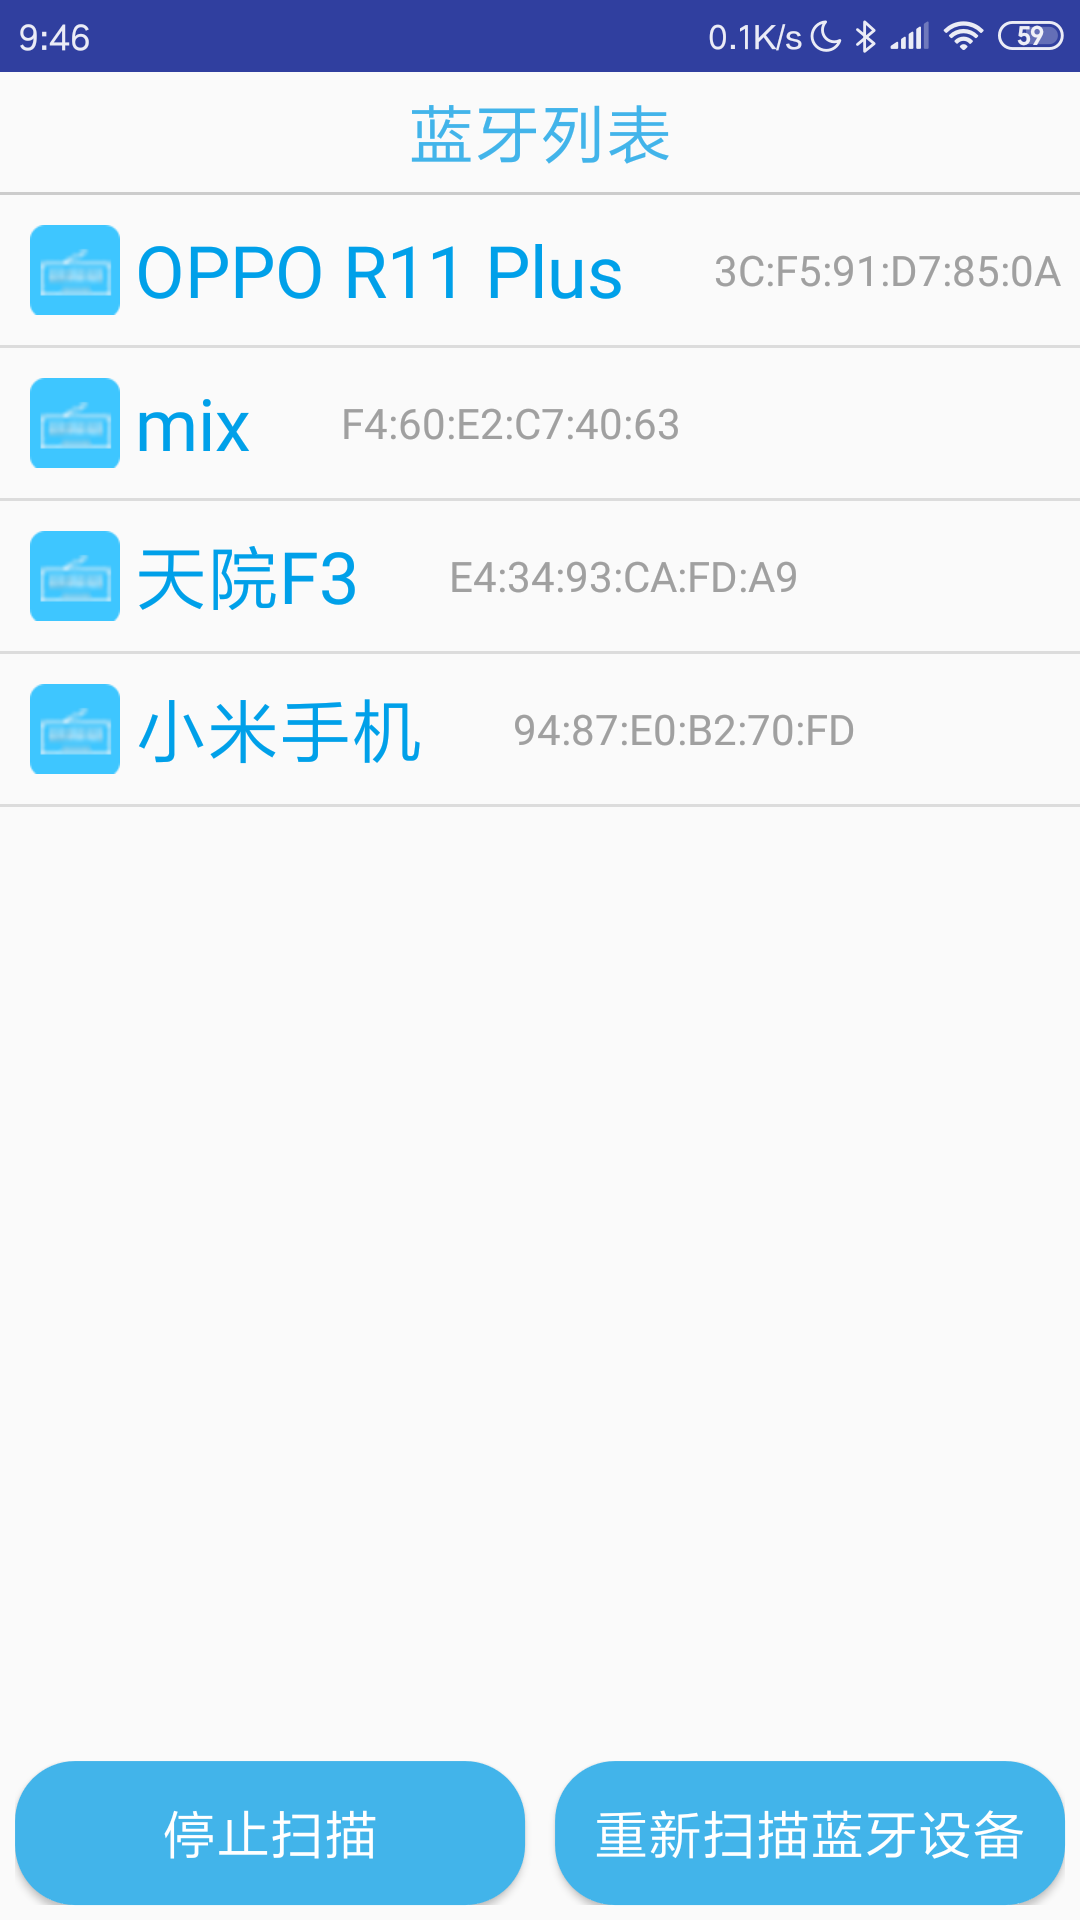 9:46 0.1K/s 59
蓝牙列表
OPPO R11 Plus 3C:F5:91:D7:85:0A
mix F4:60:E2:C7:40:63
天院F3 E4:34:93:CA:FD:A9
小米手机 94:87:E0:B2:70:FD
停止扫描 重新扫描蓝牙设备